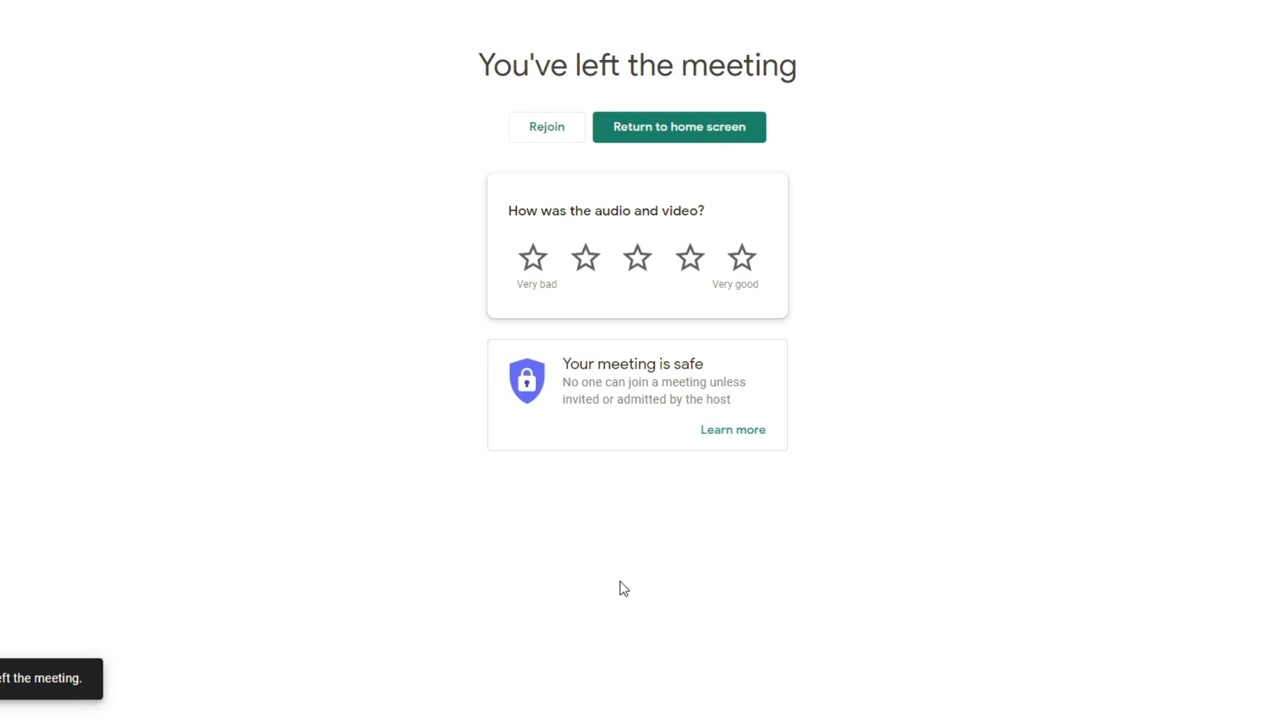 You've left the meeting
Rejoin
Return to home screen
How was the audio and video?
Very bad
Very good
Your meeting is safe
No one can join a meeting unless
invited or admitted by the host
Learn more
left the meeting.